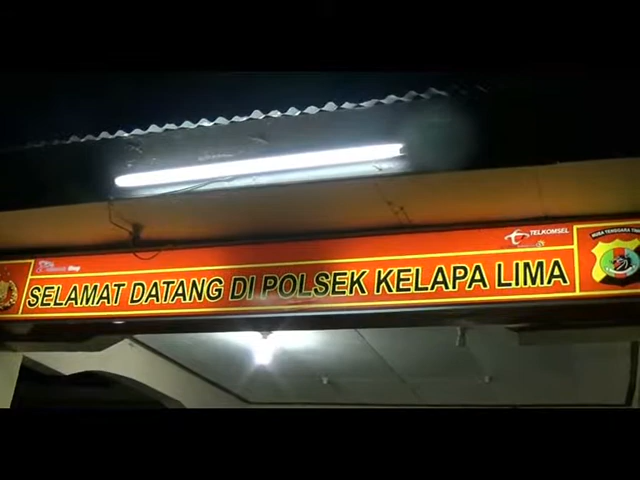 TELKOMSEL
NUSA TENGGARA TIMUR
SELAMAT DATANG DI POLSEK KELAPA LIMA